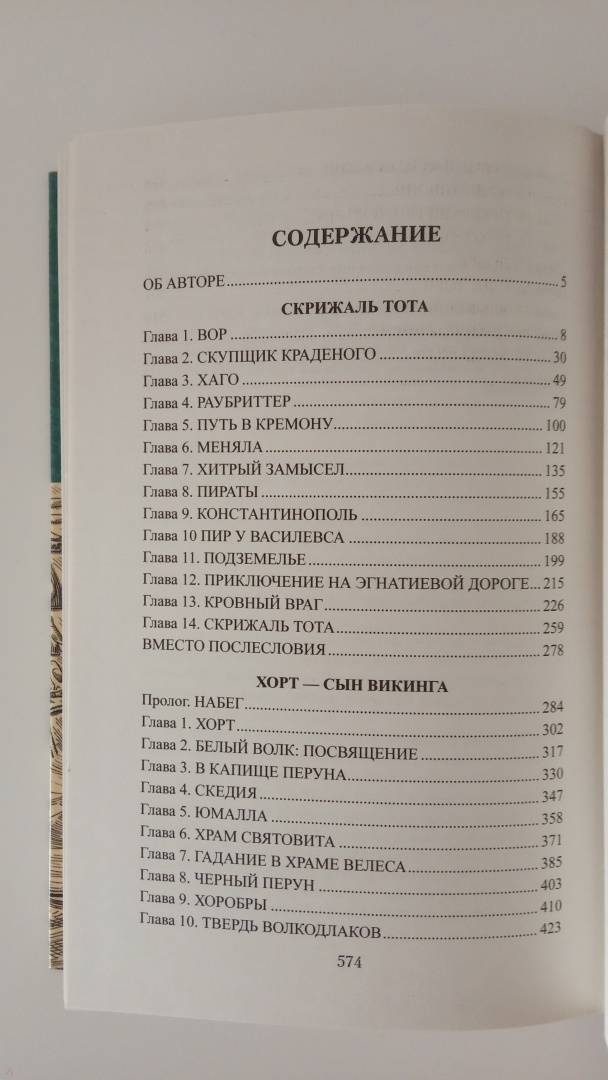 СОДЕРЖАНИЕ
ОБ АВТОРЕ 5
СКРИЖАЛЬ ТОТА
Глава 1. ВОР 8
Глава 2. СКУПЩИК КРАДЕНОГО 30
Глава 3. ХАГО 49
Глава 4. РАУБРИТТЕР 79
Глава 5. ПУТЬ В КРЕМОНУ 100
Глава 6. МЕНЯЛА 121
Глава 7. ХИТРЫЙ ЗАМЫСЕЛ 135
Глава 8. ПИРАТЫ 155
Глава 9. КОНСТАНТИНОПОЛЬ 165
Глава 10 ПИР У ВАСИЛЕВСА 188
Глава 11. ПОДЗЕМЕЛЬЕ 199
Глава 12. ПРИКЛЮЧЕНИЕ НА ЭГНАТИЕВОЙ ДОРОГЕ 215
Глава 13. КРОВНЫЙ ВРАГ 226
Глава 14. СКРИЖАЛЬ ТОТА 259
ВМЕСТО ПОСЛЕСЛОВИЯ 278
ХОРТ — СЫН ВИКИНГА
Пролог. НАБЕГ 284
Глава 1. ХОРТ 302
Глава 2. БЕЛЫЙ ВОЛК: ПОСВЯЩЕНИЕ 317
Глава 3. В КАПИЩЕ ПЕРУНА 330
Глава 4. СКЕДИЯ 347
Глава 5. ЮМАЛЛА 358
Глава 6. ХРАМ СВЯТОВИТА 371
Глава 7. ГАДАНИЕ В ХРАМЕ ВЕЛЕСА 385
Глава 8. ЧЕРНЫЙ ПЕРУН 403
Глава 9. ХОРОБРЫ 410
Глава 10. ТВЕРДЬ ВОЛКОДЛАКОВ 423
574